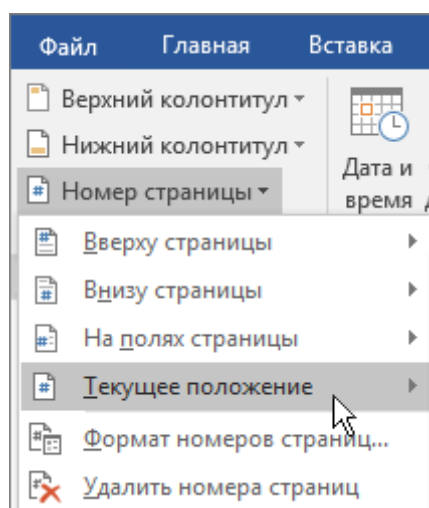 Файл Главная Вставка
Верхний колонтитул
Нижний колонтитул
Номер страницы
Дата и
время
Вверху страницы
Внизу страницы
На полях страницы
Текущее положение
Формат номеров страниц...
Удалить номера страниц